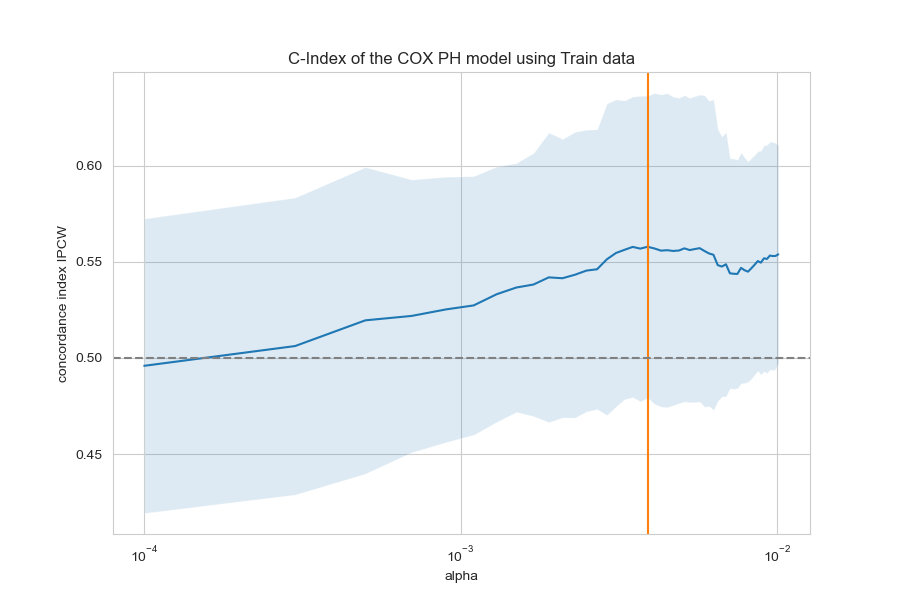 C-Index of the COX PH model using Train data
concordance index IPCW
0.60
0.55
0.50
0.45
10⁻⁴ 10⁻³ 10⁻²
alpha